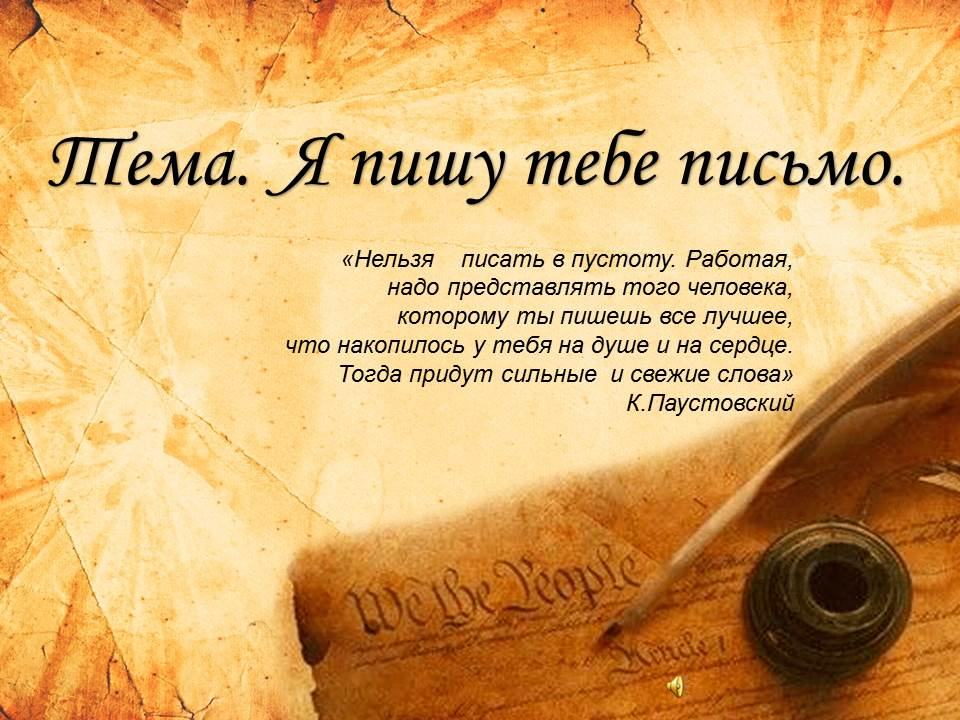 Тема. Я пишу тебе письмо.
«Нельзя писать в пустоту. Работая,
надо представлять того человека,
которому ты пишешь все лучшее,
что накопилось у тебя на душе и на сердце.
Тогда придут сильные и свежие слова»
К.Паустовский
We the People
Article 1